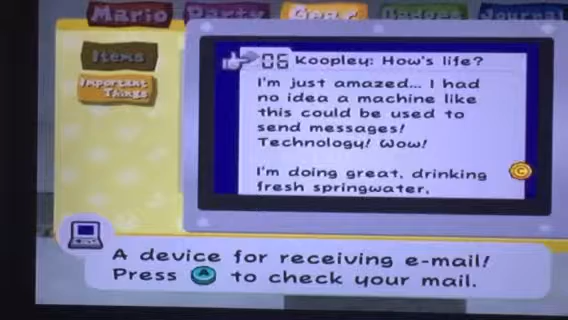 Mario Party Gear Badges Journal
Items
Important
Things
06 Koopley: How's life?
I'm just amazed... I had
no idea a machine like
this could be used to
send messages!
Technology! Wow!
I'm doing great, drinking
fresh springwater,
A device for receiving e-mail!
Press A to check your mail.